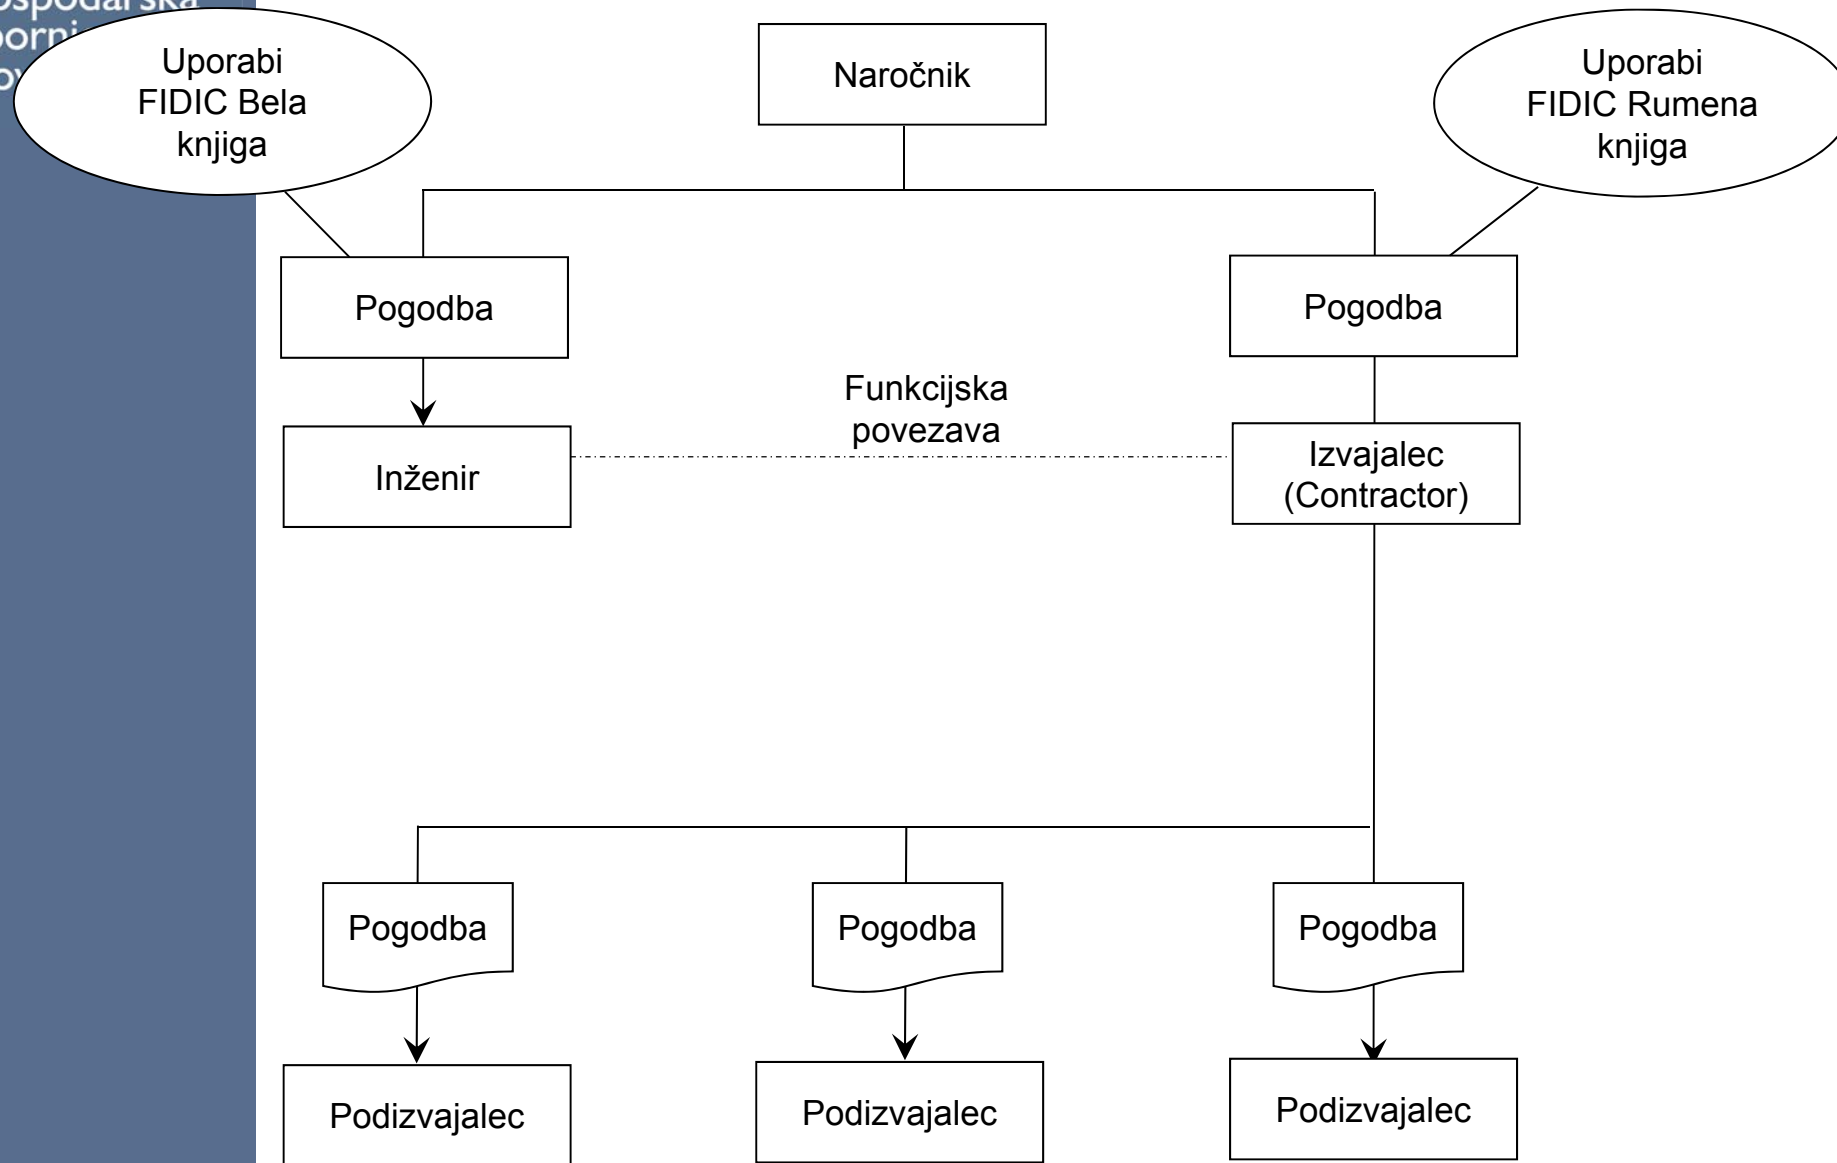 Uporabi
FIDIC Bela
knjiga
Naročnik
Uporabi
FIDIC Rumena
knjiga
Pogodba
Pogodba
Funkcijska
povezava
Inženir
Izvajalec
(Contractor)
Pogodba
Pogodba
Pogodba
Podizvajalec
Podizvajalec
Podizvajalec